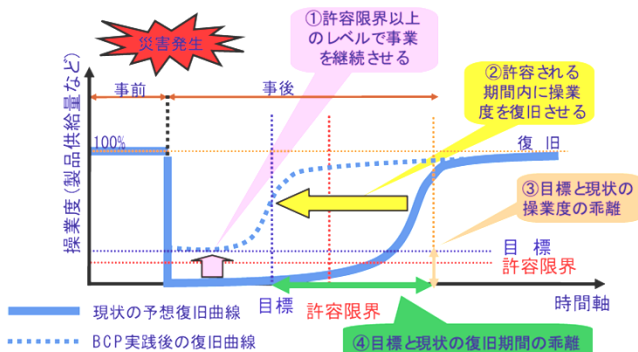 災害発生
①許容限界以上
のレベルで事業
を継続させる
②許容される
期間内に操業
度を復旧させる
事前
事後
100%
復 旧
操業度(製品供給量など)
③目標と現状の
操業度の乖離
目 標
許容限界
目標
許容限界
時間軸
現状の予想復旧曲線
BCP実践後の復旧曲線
④目標と現状の復旧期間の乖離